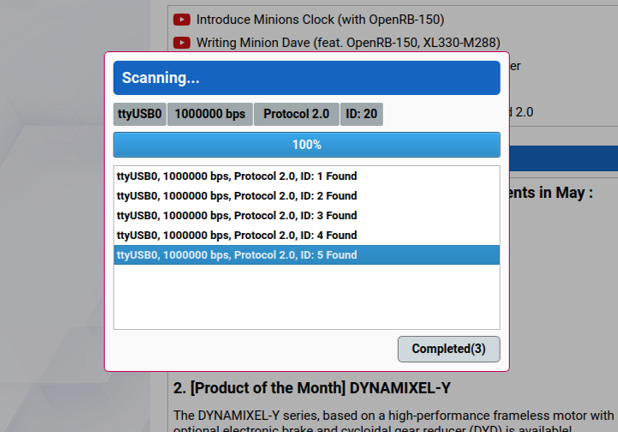 Introduce Minions Clock (with OpenRB-150)
Writing Minion Dave (feat. OpenRB-150, XL330-M288)
er
Scanning...
ttyUSB0 1000000 bps Protocol 2.0 ID: 20
d 2.0
100%
ttyUSB0, 1000000 bps, Protocol 2.0, ID: 1 Found
ttyUSB0, 1000000 bps, Protocol 2.0, ID: 2 Found
ents in May :
ttyUSB0, 1000000 bps, Protocol 2.0, ID: 3 Found
ttyUSB0, 1000000 bps, Protocol 2.0, ID: 4 Found
ttyUSB0, 1000000 bps, Protocol 2.0, ID: 5 Found
Completed(3)
2. [Product of the Month] DYNAMIXEL-Y
The DYNAMIXEL-Y series, based on a high-performance frameless motor with
optional electronic brake and cycloidal gear reducer (DYD) is available!